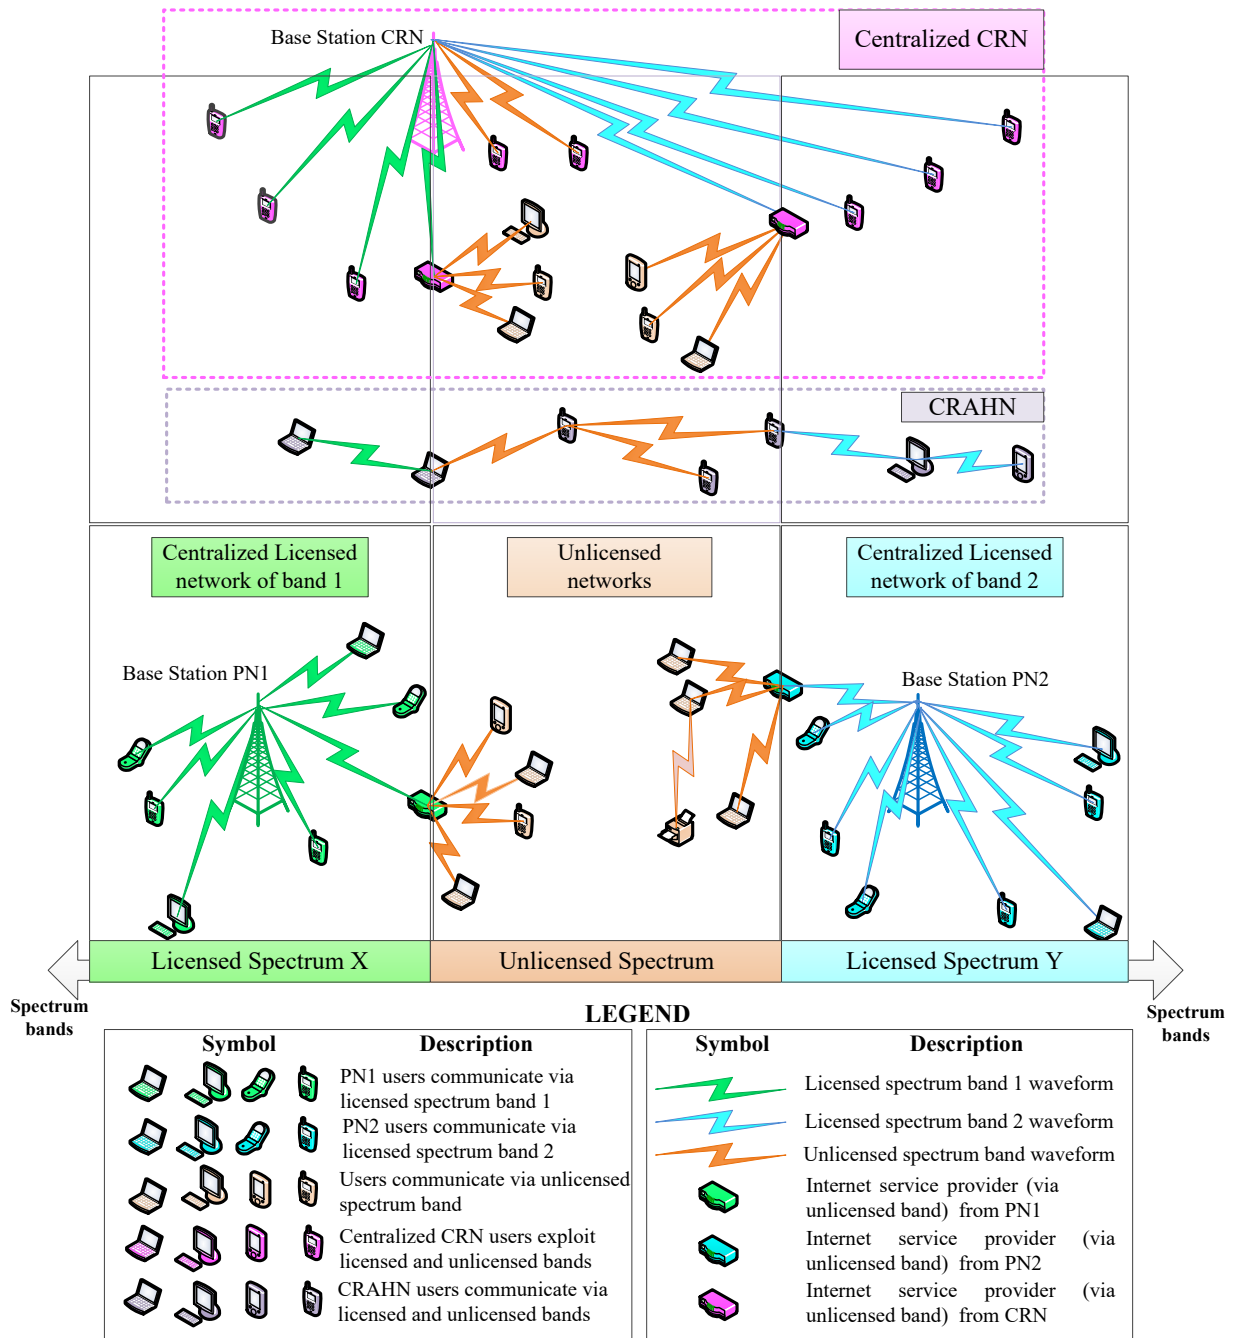 Base Station CRN
Centralized CRN
CRAHN
Centralized Licensed
network of band 1
Unlicensed
networks
Centralized Licensed
network of band 2
Base Station PN1
Base Station PN2
Licensed Spectrum X
Unlicensed Spectrum
Licensed Spectrum Y
Spectrum
bands
Spectrum
bands
LEGEND
Symbol
Description
PN1 users communicate via
licensed spectrum band 1
PN2 users communicate via
licensed spectrum band 2
Users communicate via unlicensed
spectrum band
Centralized CRN users exploit
licensed and unlicensed bands
CRAHN users communicate via
licensed and unlicensed bands
Symbol
Description
Licensed spectrum band 1 waveform
Licensed spectrum band 2 waveform
Unlicensed spectrum band waveform
Internet service provider (via
unlicensed band) from PN1
Internet service provider (via
unlicensed band) from PN2
Internet service provider (via
unlicensed band) from CRN